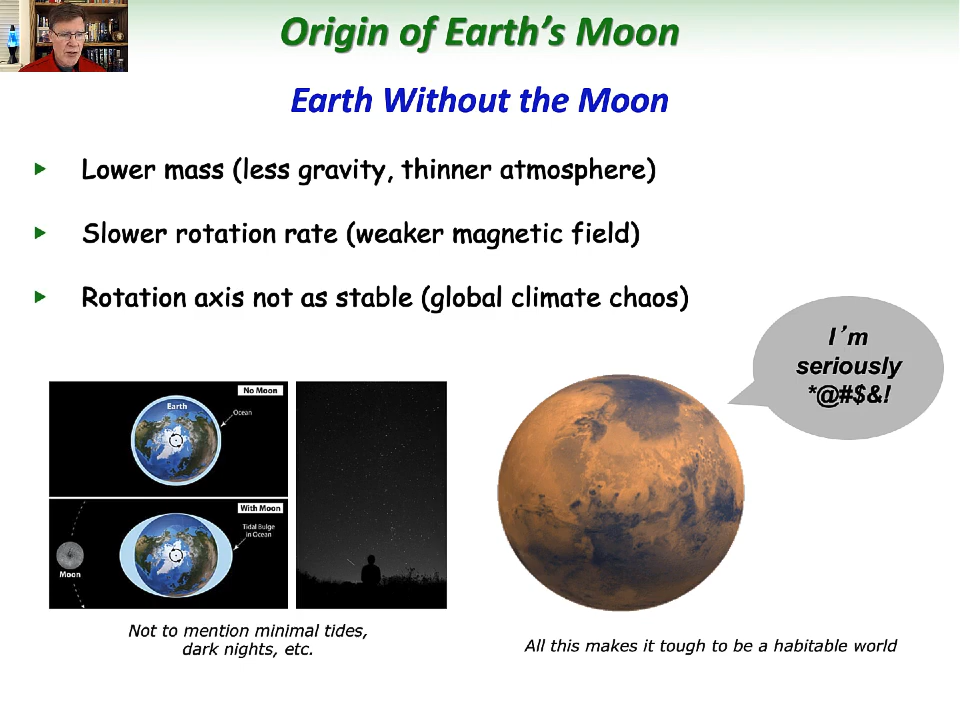 Origin of Earth's Moon
Earth Without the Moon
Lower mass (less gravity, thinner atmosphere)
Slower rotation rate (weaker magnetic field)
Rotation axis not as stable (global climate chaos)
I'm
seriously
*@#$&!
No Moon
Earth
Ocean
With Moon
Tidal Bulge
in Ocean
Moon
Not to mention minimal tides,
dark nights, etc.
All this makes it tough to be a habitable world